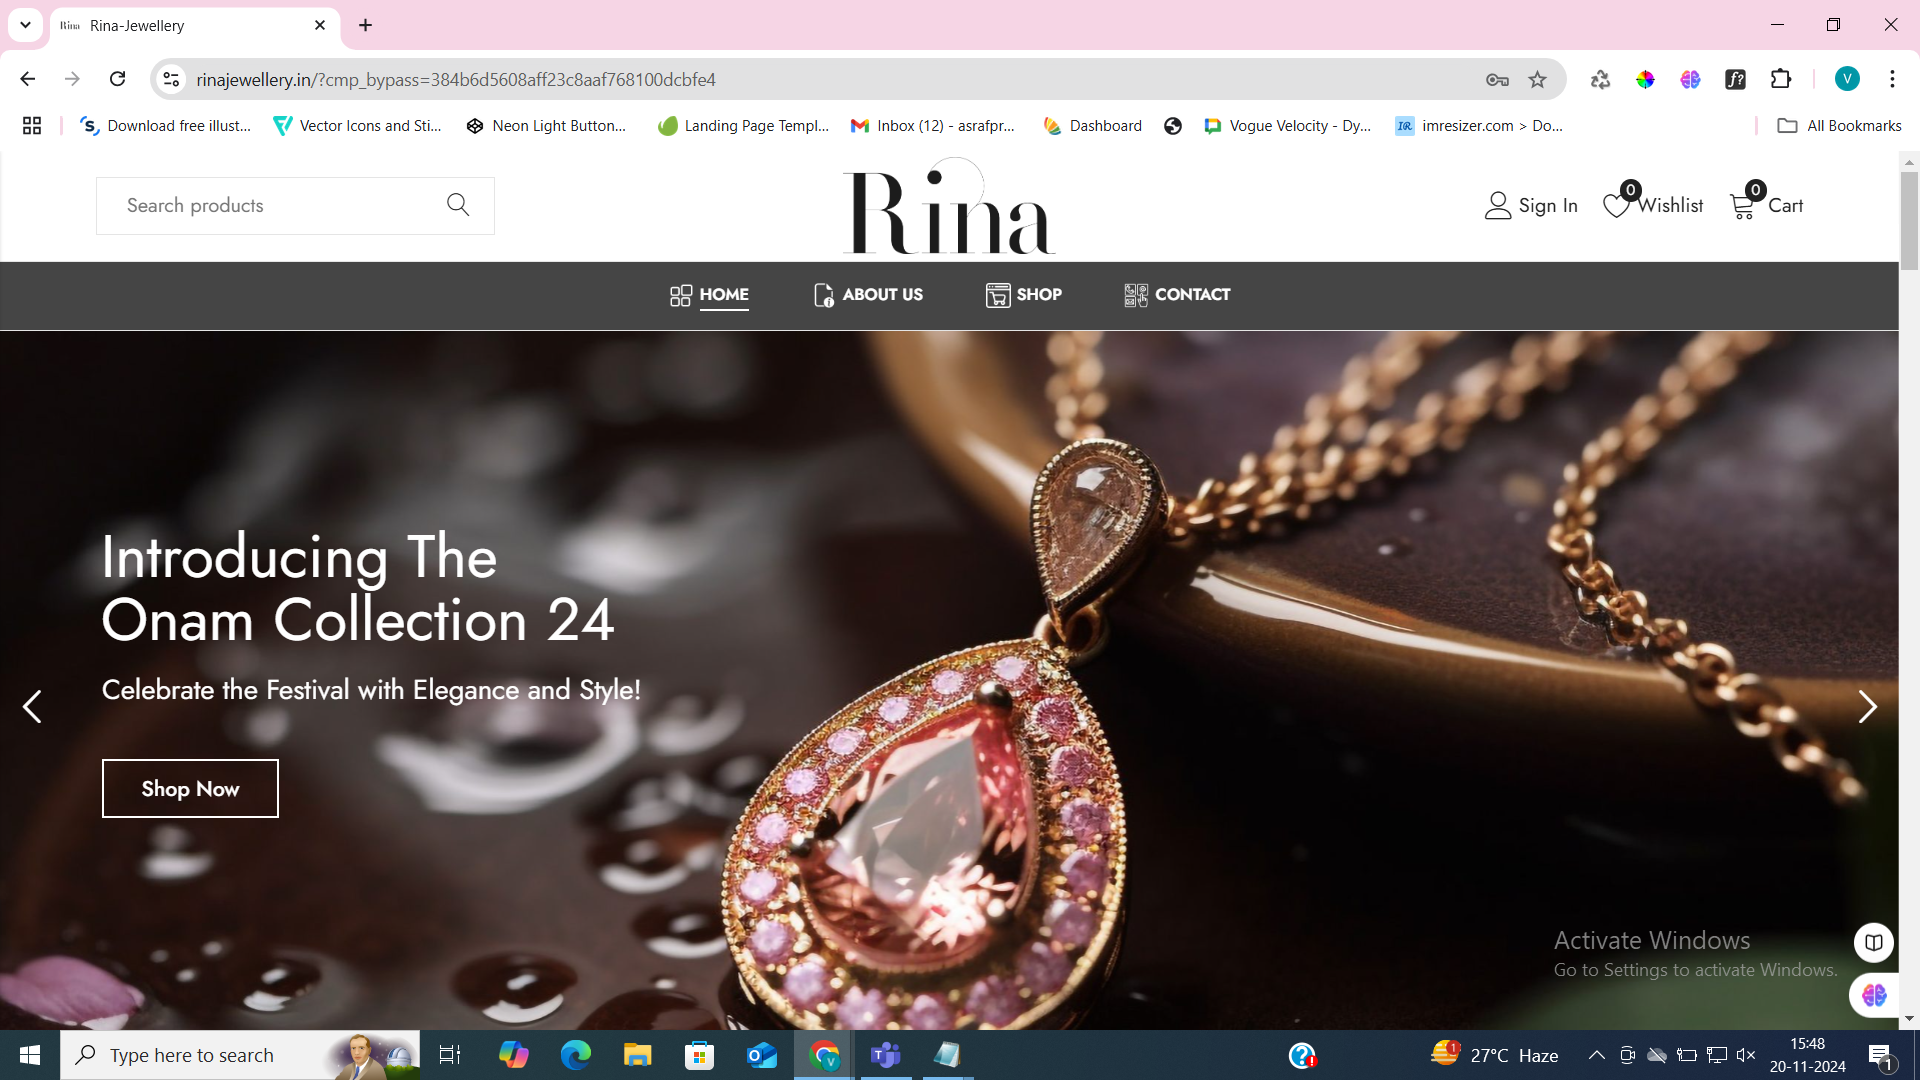 Rina
Rina-Jewellery
rinajewellery.in/?cmp_bypass=384b6d5608aff23c8aaf768100dcbfe4
V
S
Download free illust...
Vector Icons and Sti...
Neon Light Button...
Landing Page Templ...
Inbox (12) - asrafpr...
Dashboard
Vogue Velocity - Dy...
IR
imresizer.com > Do...
All Bookmarks
Search products
Rina
Sign In
0
Wishlist
0
Cart
HOME
ABOUT US
SHOP
CONTACT
Introducing The
Onam Collection 24
Celebrate the Festival with Elegance and Style!
Shop Now
Activate Windows
Go to Settings to activate Windows.
Type here to search
V
1
27°C Haze
15:48
20-11-2024
1